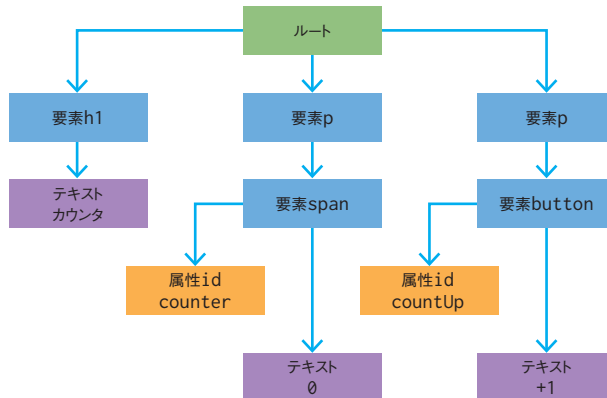 ルート
要素h1
要素p
要素p
テキスト
カウンタ
要素span
要素button
属性id
counter
属性id
countUp
テキスト
0
テキスト
+1